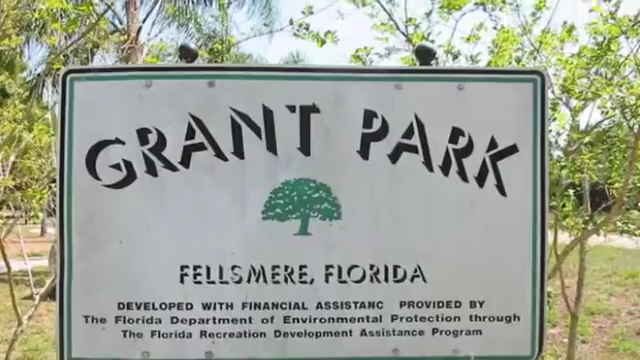 GRANT PARK
FELLSMERE, FLORIDA
DEVELOPED WITH FINANCIAL ASSISTANC PROVIDED BY
The Florida Department of Environmental Protection through
The Florida Recreation Development Assistance Program